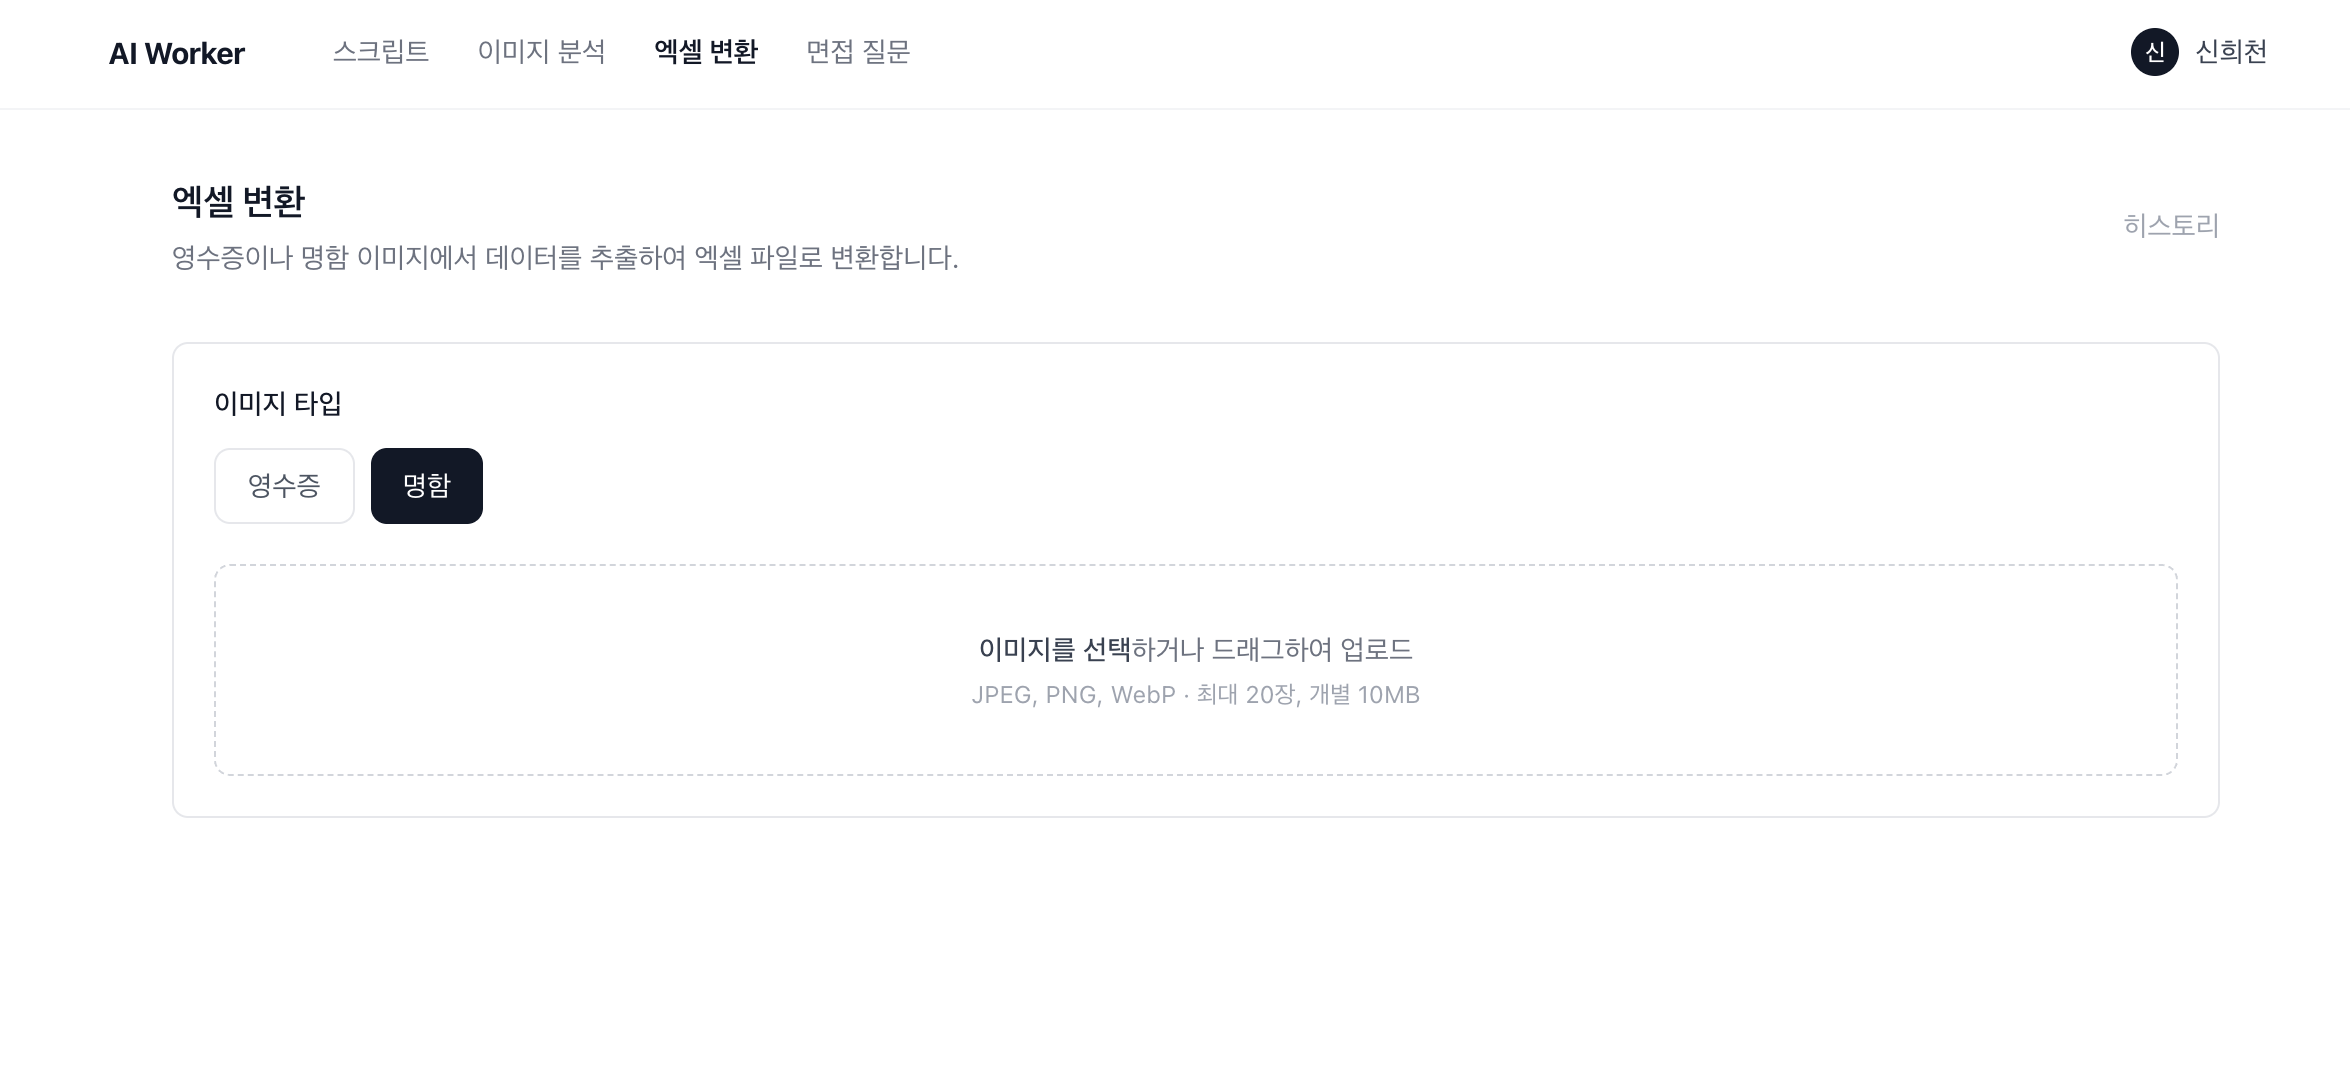 AI Worker 스크립트 이미지 분석 엑셀 변환 면접 질문 신 신희천
엑셀 변환
히스토리
영수증이나 명함 이미지에서 데이터를 추출하여 엑셀 파일로 변환합니다.
이미지 타입
영수증 명함
이미지를 선택하거나 드래그하여 업로드
JPEG, PNG, WebP · 최대 20장, 개별 10MB